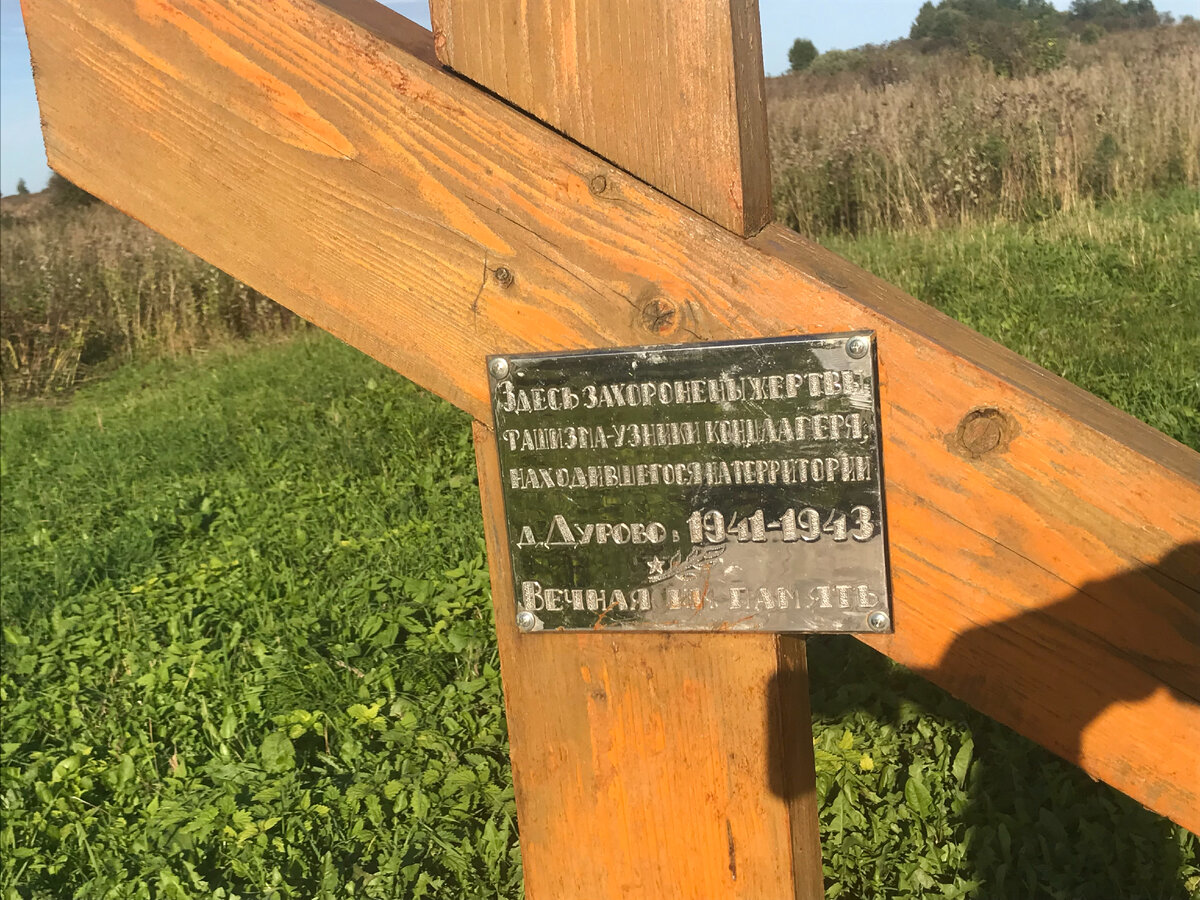 Здесь захоронены жертвы
фашизма-узники концлагеря,
находившегося на территории
д. Дурово в 1941-1943
Вечная им память